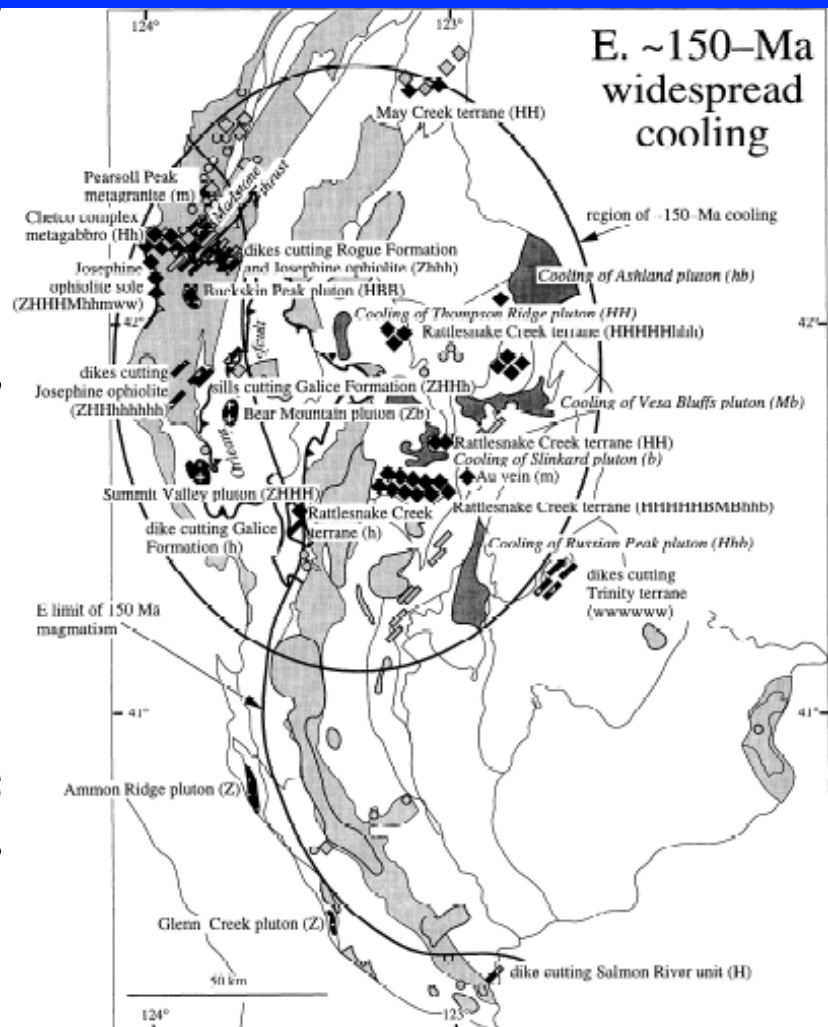 124°
123°
E. ~150–Ma
widespread
cooling
May Creek terrane (HH)
Pearsoll Peak
metagranite (m)
Madstone
thrust
Chetco complex
metagabbro (Hh)
region of ~150-Ma cooling
dikes cutting Rogue Formation
and Josephine ophiolite (Zhhh)
Josephine
ophiolite sole
(ZHHHMhhmww)
Cooling of Ashland pluton (hb)
Buckskin Peak pluton (HBB)
Cooling of Thompson Ridge pluton (HH)
42°
42°
Rattlesnake Creek terrane (HHHHHhhh)
dikes cutting
Josephine ophiolite
(ZHHhhhhhh)
sills cutting Galice Formation (ZHHh)
Cooling of Vesa Bluffs pluton (Mb)
Bear Mountain pluton (Zb)
Orleans
Rattlesnake Creek terrane (HH)
Cooling of Slinkard pluton (b)
Au vein (m)
Summit Valley pluton (ZHHH)
Rattlesnake Creek terrane (HHHHHHBMBhhb)
Rattlesnake Creek
terrane (h)
dike cutting Galice
Formation (h)
Cooling of Russian Peak pluton (Hbb)
dikes cutting
Trinity terrane
(wwwwwww)
E limit of 150 Ma
magmatism
41°
41°
Ammon Ridge pluton (Z)
Glenn Creek pluton (Z)
dike cutting Salmon River unit (H)
50 km
124°
123